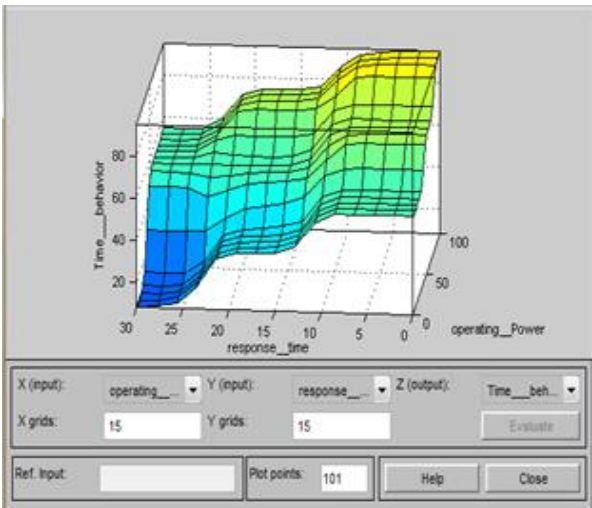 Time___behavior
80
60
40
20
30
25
20
15
10
5
0
response__time
0
50
100
operating__Power
X (input):
operating__...
Y (input):
response__...
Z (output):
Time___beh...
X grids:
15
Y grids:
15
Evaluate
Ref. Input:
Plot points:
101
Help
Close